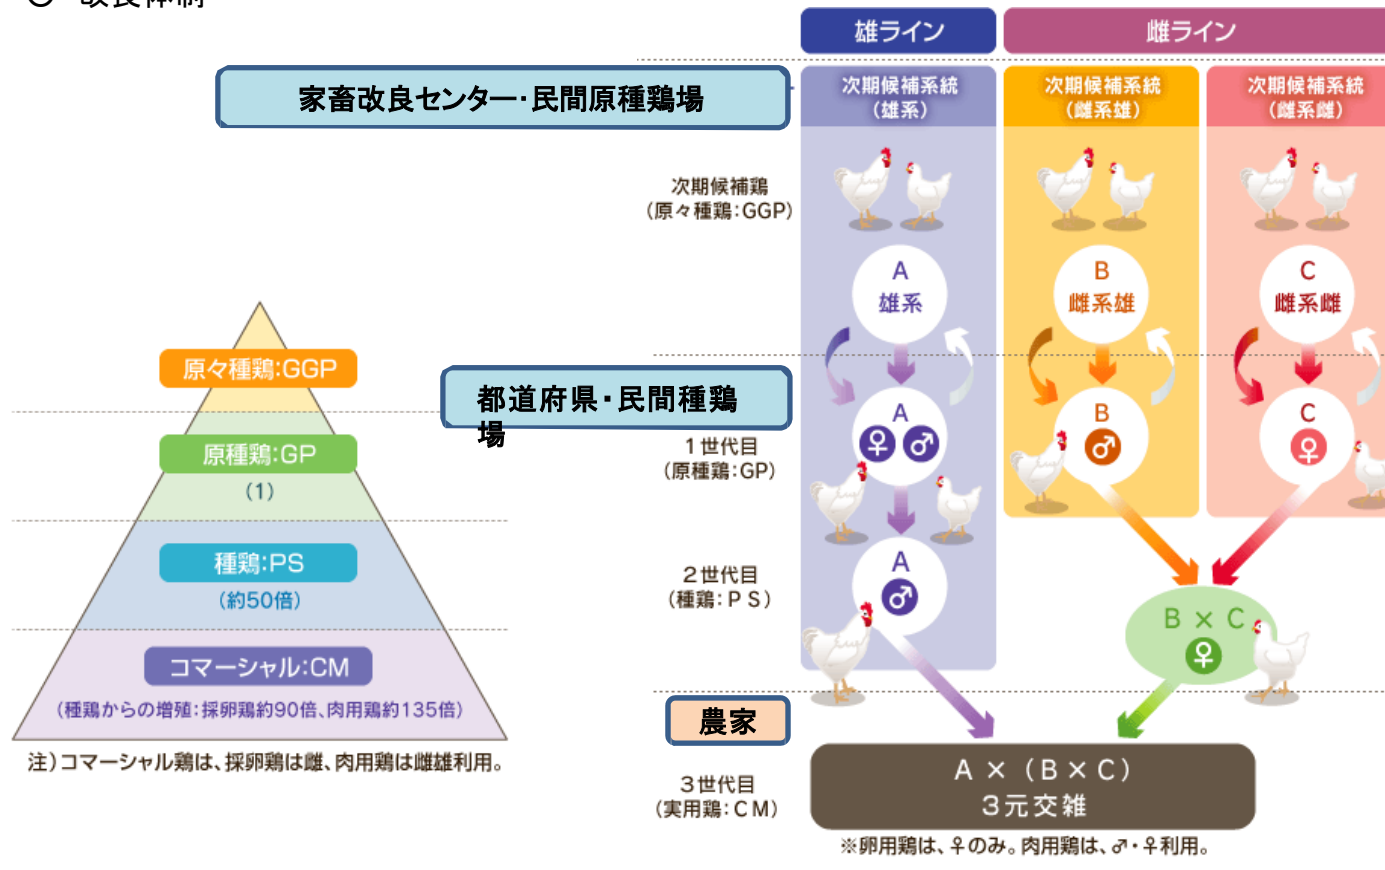 ○ 改良体制
雄ライン
雌ライン
家畜改良センター・民間原種鶏場
次期候補系統
(雄系)
次期候補系統
(雌系雄)
次期候補系統
(雌系雌)
次期候補鶏
(原々種鶏:GGP)
A
雄系
B
雌系雄
C
雌系雌
都道府県・民間種鶏
場
1世代目
(原種鶏:GP)
A
♀ ♂
B
♂
C
♀
2世代目
(種鶏:PS)
A
♂
B × C
♀
農家
3世代目
(実用鶏:CM)
A × (B × C)
3元交雑
※卵用鶏は、♀のみ。肉用鶏は、♂・♀利用。
原々種鶏:GGP
原種鶏:GP
(1)
種鶏:PS
(約50倍)
コマーシャル:CM
(種鶏からの増殖:採卵鶏約90倍、肉用鶏約135倍)
注)コマーシャル鶏は、採卵鶏は雌、肉用鶏は雌雄利用。